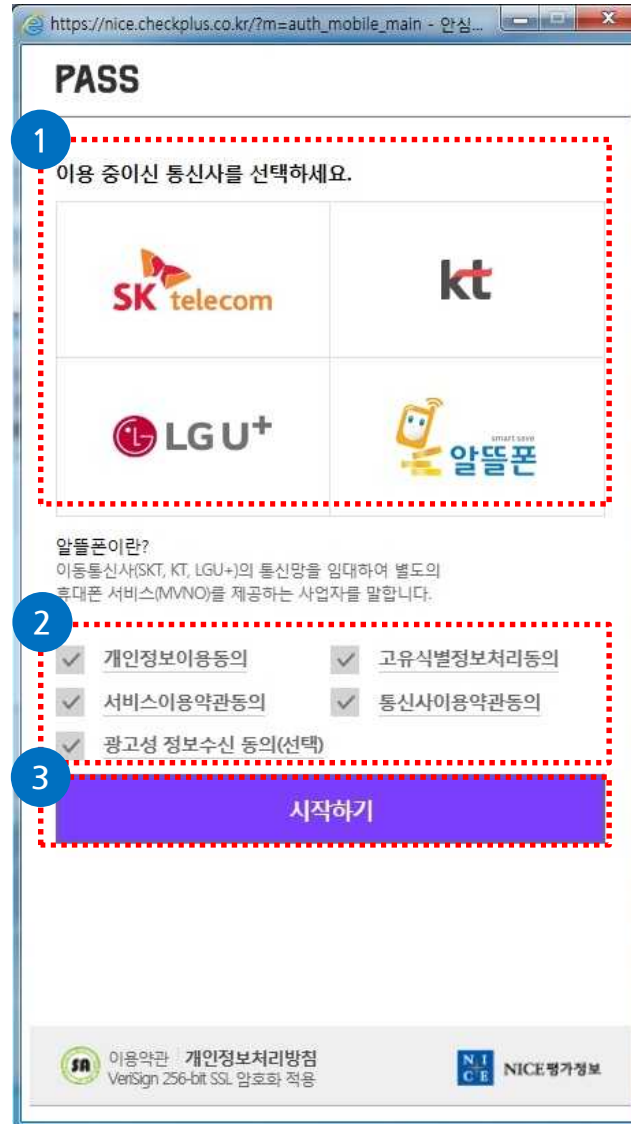 https://nice.checkplus.co.kr/?m=auth_mobile_main - 안심...
PASS
1
이용 중이신 통신사를 선택하세요.
SK telecom
kt
LG U+
smart save
알뜰폰
알뜰폰이란?
이동통신사(SKT, KT, LGU+)의 통신망을 임대하여 별도의
휴대폰 서비스(MVNO)를 제공하는 사업자를 말합니다.
2
개인정보이용동의 고유식별정보처리동의
서비스이용약관동의 통신사이용약관동의
광고성 정보수신 동의(선택)
3
시작하기
SA
이용약관 개인정보처리방침
VeriSign 256-bit SSL 암호화 적용
NICE
NICE평가정보